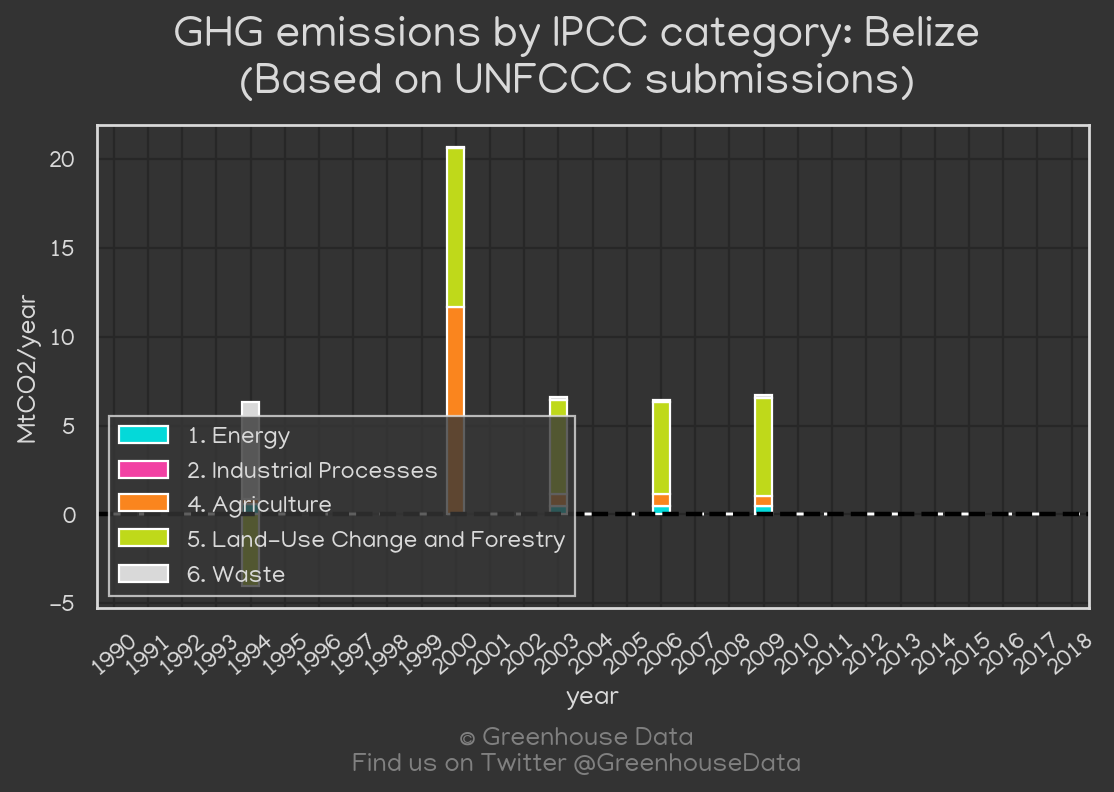 GHG emissions by IPCC category: Belize
(Based on UNFCCC submissions)
MtCO2/year
20
15
10
5
0
−5
1. Energy
2. Industrial Processes
4. Agriculture
5. Land-Use Change and Forestry
6. Waste
1990 1991 1992 1993 1994 1995 1996 1997 1998 1999 2000 2001 2002 2003 2004 2005 2006 2007 2008 2009 2010 2011 2012 2013 2014 2015 2016 2017 2018
year
© Greenhouse Data
Find us on Twitter @GreenhouseData